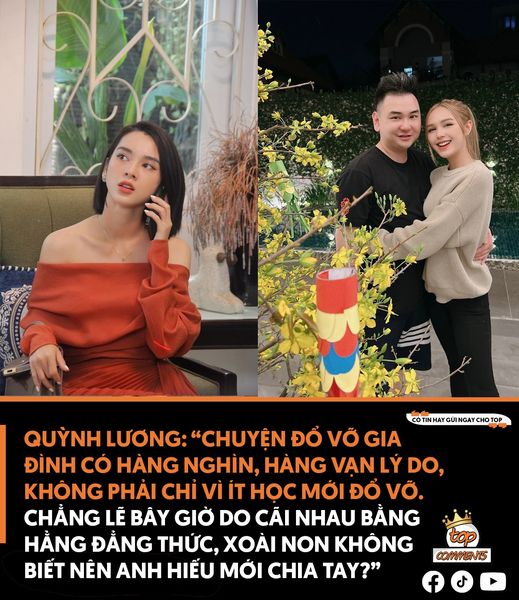 CÓ TIN HAY GỬI NGAY CHO TOP
QUỲNH LƯƠNG: “CHUYỆN ĐỔ VỠ GIA
ĐÌNH CÓ HÀNG NGHÌN, HÀNG VẠN LÝ DO,
KHÔNG PHẢI CHỈ VÌ ÍT HỌC MỚI ĐỔ VỠ.
CHẲNG LẼ BÂY GIỜ DO CÃI NHAU BẰNG
HẰNG ĐẲNG THỨC, XOÀI NON KHÔNG
BIẾT NÊN ANH HIẾU MỚI CHIA TAY?”
top
COMMENTS